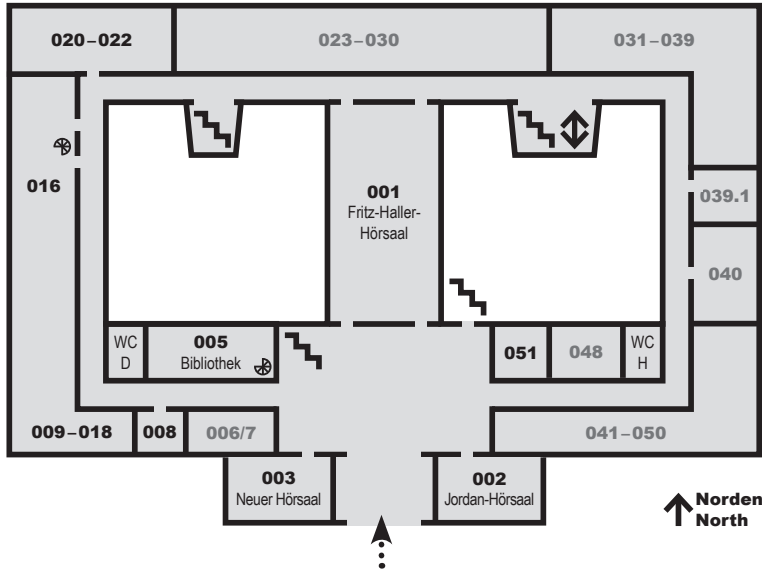 020–022
023–030
031–039
016
001
Fritz-Haller-
Hörsaal
039.1
040
WC
D
005
Bibliothek
051
048
WC
H
009–018
008
006/7
041–050
003
Neuer Hörsaal
002
Jordan-Hörsaal
Norden
North